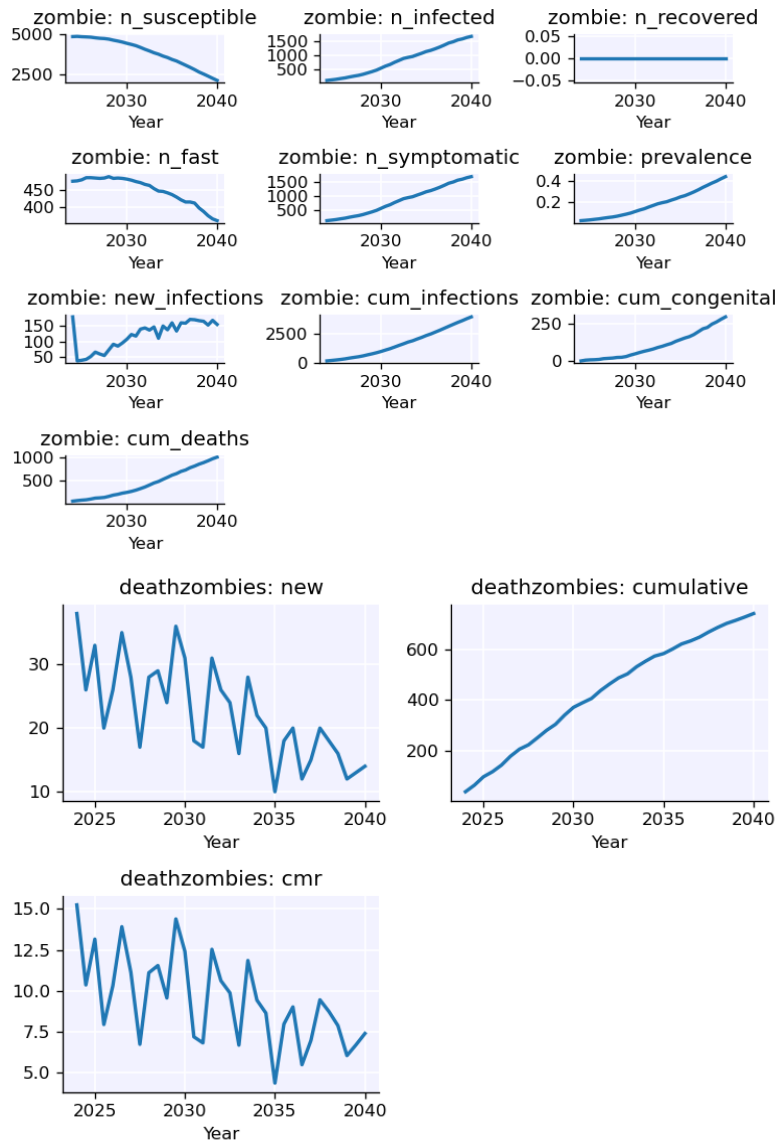 zombie: n_susceptible zombie: n_infected zombie: n_recovered
5000 1500 0.05
1000 0.00
2500 500 −0.05
2030 2040 2030 2040 2030 2040
Year Year Year
zombie: n_fast zombie: n_symptomatic zombie: prevalence
450 1500 0.4
400 1000 0.2
500
2030 2040 2030 2040 2030 2040
Year Year Year
zombie: new_infections zombie: cum_infections zombie: cum_congenital
150 2500 250
100
50 0 0
2030 2040 2030 2040 2030 2040
Year Year Year
zombie: cum_deaths
1000
500
2030 2040
Year
deathzombies: new deathzombies: cumulative
30 600
20 400
10 200
2025 2030 2035 2040 2025 2030 2035 2040
Year Year
deathzombies: cmr
15.0
12.5
10.0
7.5
5.0
2025 2030 2035 2040
Year